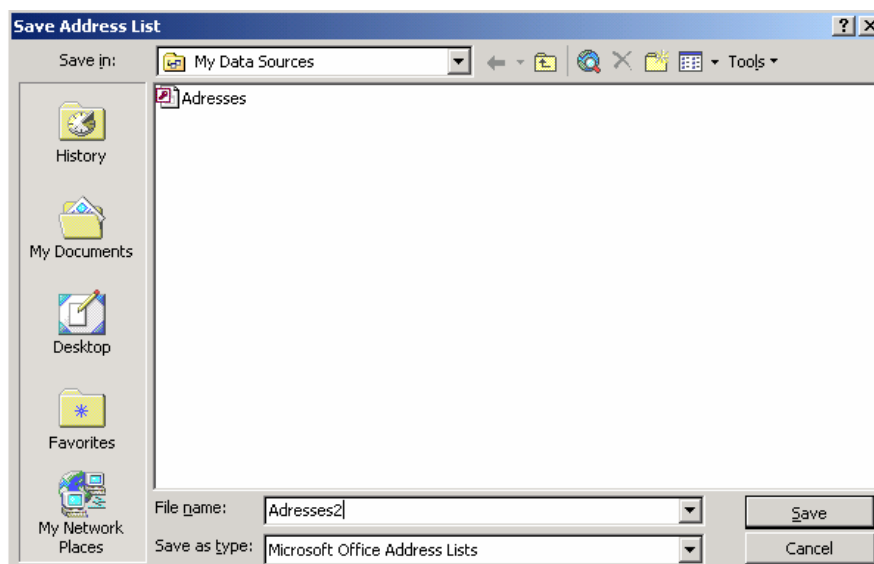 Save Address List
Save in:
My Data Sources
Tools
Adresses
History
My Documents
Desktop
Favorites
My Network
Places
File name:
Adresses2
Save
Save as type:
Microsoft Office Address Lists
Cancel